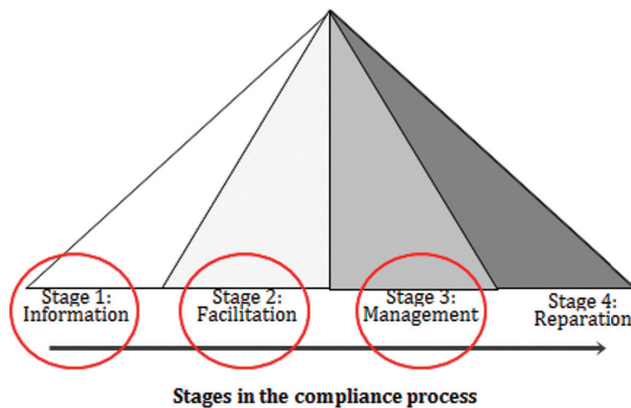 Stage 1:
Information
Stage 2:
Facilitation
Stage 3:
Management
Stage 4:
Reparation
Stages in the compliance process